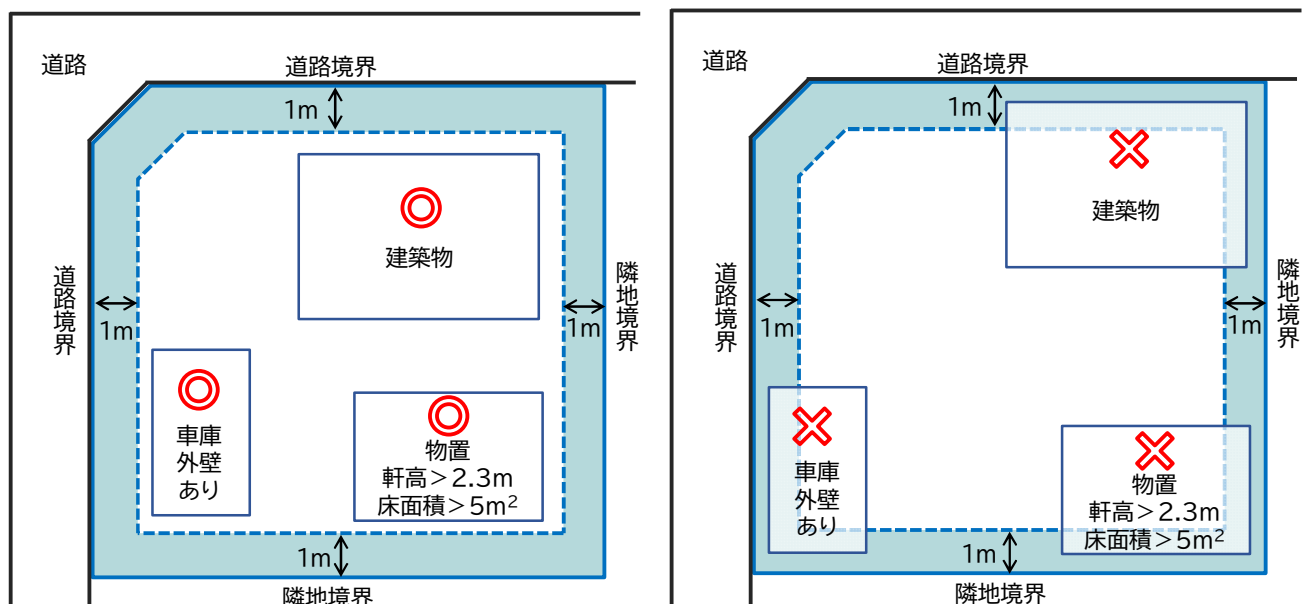 道路
道路境界
1m
建築物
道路境界
1m
1m
隣地境界
車庫
外壁
あり
物置
軒高＞2.3m
床面積＞5m²
1m
隣地境界
道路
道路境界
1m
建築物
道路境界
1m
1m
隣地境界
車庫
外壁
あり
物置
軒高＞2.3m
床面積＞5m²
1m
隣地境界